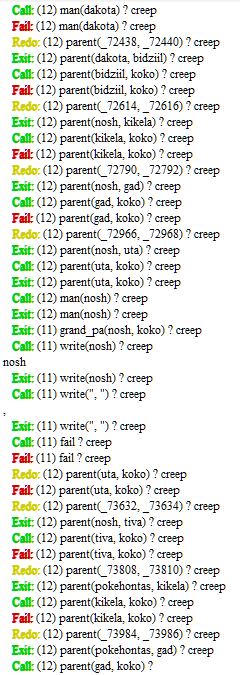 Call: (12) man(dakota) ? creep
Fail: (12) man(dakota) ? creep
Redo: (12) parent(_72438, _72440) ? creep
Exit: (12) parent(dakota, bidziil) ? creep
Call: (12) parent(bidziil, koko) ? creep
Fail: (12) parent(bidziil, koko) ? creep
Redo: (12) parent(_72614, _72616) ? creep
Exit: (12) parent(nosh, kikela) ? creep
Call: (12) parent(kikela, koko) ? creep
Fail: (12) parent(kikela, koko) ? creep
Redo: (12) parent(_72790, _72792) ? creep
Exit: (12) parent(nosh, gad) ? creep
Call: (12) parent(gad, koko) ? creep
Fail: (12) parent(gad, koko) ? creep
Redo: (12) parent(_72966, _72968) ? creep
Exit: (12) parent(nosh, uta) ? creep
Call: (12) parent(uta, koko) ? creep
Exit: (12) parent(uta, koko) ? creep
Call: (12) man(nosh) ? creep
Exit: (12) man(nosh) ? creep
Exit: (11) grand_pa(nosh, koko) ? creep
Call: (11) write(nosh) ? creep
nosh
Exit: (11) write(nosh) ? creep
Call: (11) write(", ") ? creep
,
Exit: (11) write(", ") ? creep
Call: (11) fail ? creep
Fail: (11) fail ? creep
Redo: (12) parent(uta, koko) ? creep
Fail: (12) parent(uta, koko) ? creep
Redo: (12) parent(_73632, _73634) ? creep
Exit: (12) parent(nosh, tiva) ? creep
Call: (12) parent(tiva, koko) ? creep
Fail: (12) parent(tiva, koko) ? creep
Redo: (12) parent(_73808, _73810) ? creep
Exit: (12) parent(pokehontas, kikela) ? creep
Call: (12) parent(kikela, koko) ? creep
Fail: (12) parent(kikela, koko) ? creep
Redo: (12) parent(_73984, _73986) ? creep
Exit: (12) parent(pokehontas, gad) ? creep
Call: (12) parent(gad, koko) ?